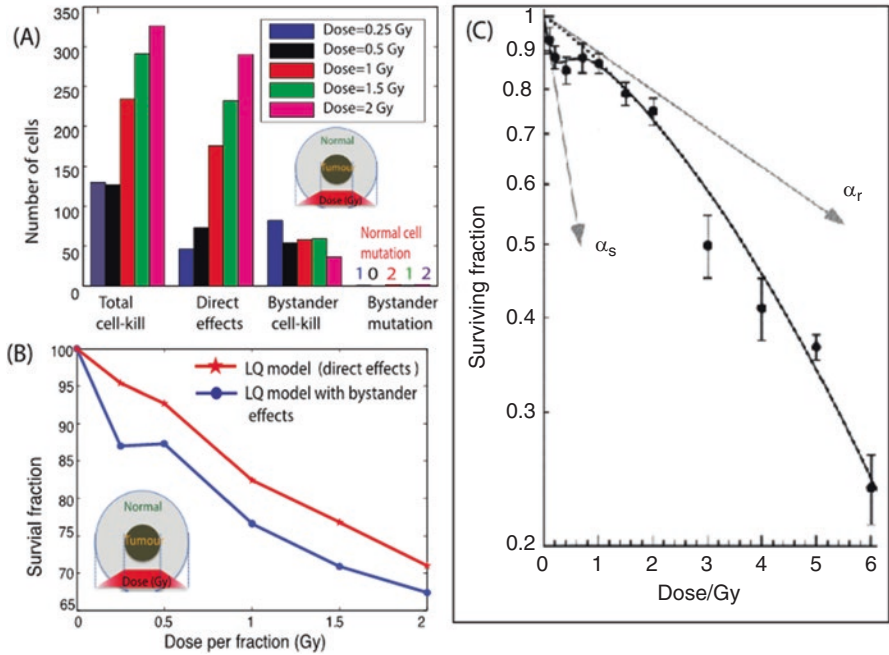 (A)
350
300
250
200
150
100
50
0
Number of cells
Dose=0.25 Gy
Dose=0.5 Gy
Dose=1 Gy
Dose=1.5 Gy
Dose=2 Gy
Normal
Tumour
Dose (Gy)
Normal cell
mutation
1 0 2 1 2
Total
cell-kill
Direct
effects
Bystander
cell-kill
Bystander
mutation
(B)
100
95
90
85
80
75
70
65
Survial fraction
LQ model (direct effects )
LQ model with bystander
effects
Normal
Tumour
Dose (Gy)
0 0.5 1 1.5 2
Dose per fraction (Gy)
(C)
1
0.9
0.8
0.7
0.6
0.5
0.4
0.3
0.2
Surviving fraction
αr
αs
0 1 2 3 4 5 6
Dose/Gy